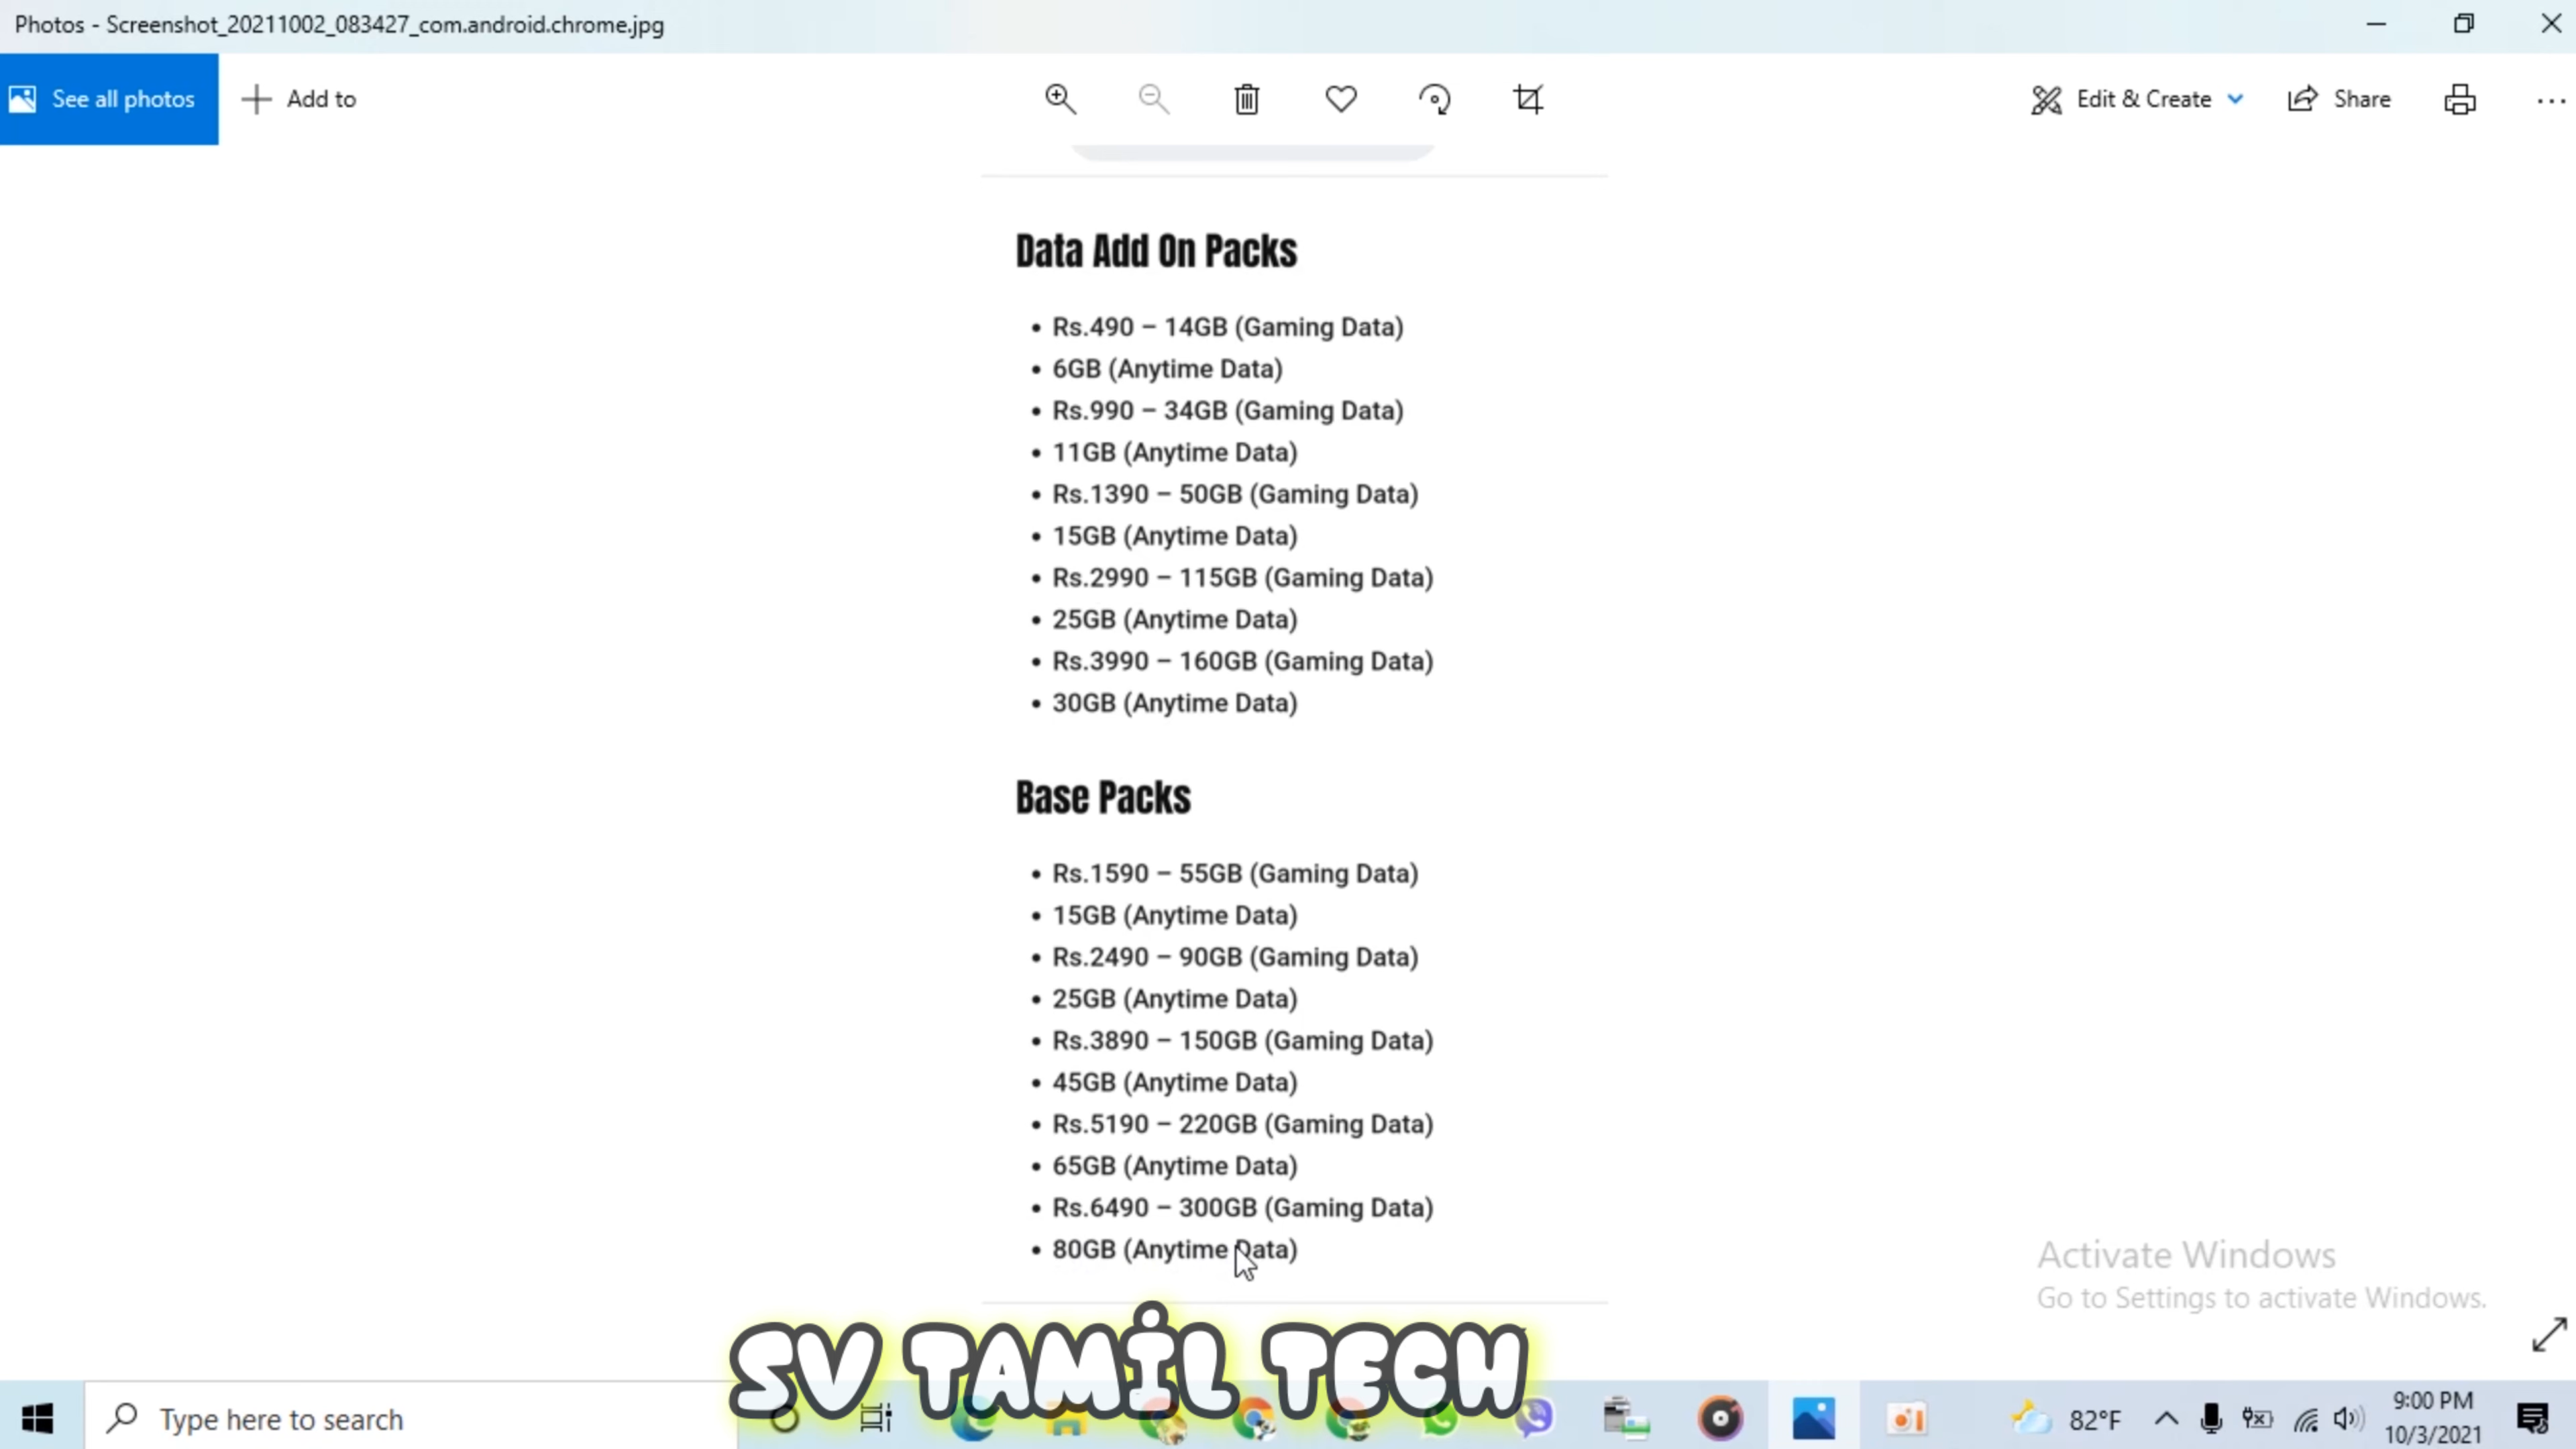 Photos - Screenshot_20211002_083427_com.android.chrome.jpg
See all photos
Add to
Edit & Create
Share
Data Add On Packs
• Rs.490 – 14GB (Gaming Data)
• 6GB (Anytime Data)
• Rs.990 – 34GB (Gaming Data)
• 11GB (Anytime Data)
• Rs.1390 – 50GB (Gaming Data)
• 15GB (Anytime Data)
• Rs.2990 – 115GB (Gaming Data)
• 25GB (Anytime Data)
• Rs.3990 – 160GB (Gaming Data)
• 30GB (Anytime Data)
Base Packs
• Rs.1590 – 55GB (Gaming Data)
• 15GB (Anytime Data)
• Rs.2490 – 90GB (Gaming Data)
• 25GB (Anytime Data)
• Rs.3890 – 150GB (Gaming Data)
• 45GB (Anytime Data)
• Rs.5190 – 220GB (Gaming Data)
• 65GB (Anytime Data)
• Rs.6490 – 300GB (Gaming Data)
• 80GB (Anytime Data)
Activate Windows
Go to Settings to activate Windows.
SV TAMİL TECH
Type here to search
82°F
9:00 PM
10/3/2021